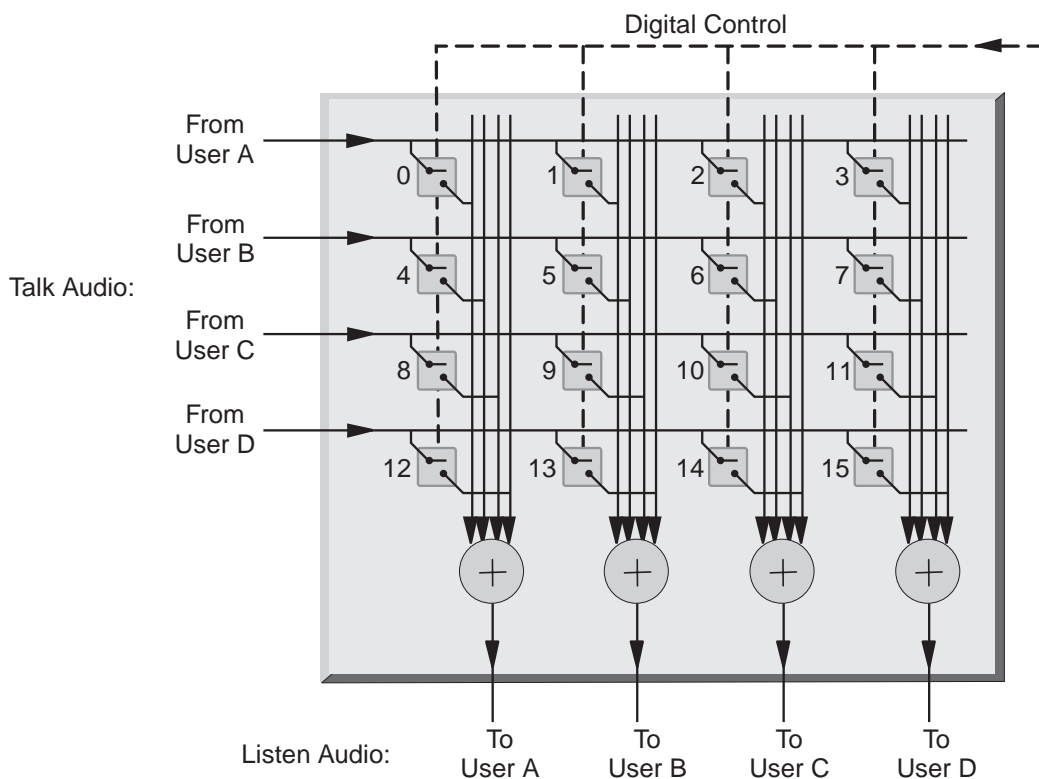 Digital Control
From
User A
0
1
2
3
From
User B
4
5
6
7
Talk Audio:
From
User C
8
9
10
11
From
User D
12
13
14
15
Listen Audio:
To
User A
To
User B
To
User C
To
User D